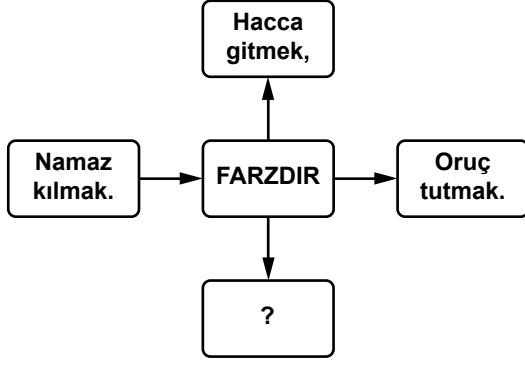 Hacca
gitmek,
Namaz
kılmak.
FARZDIR
Oruç
tutmak.
?